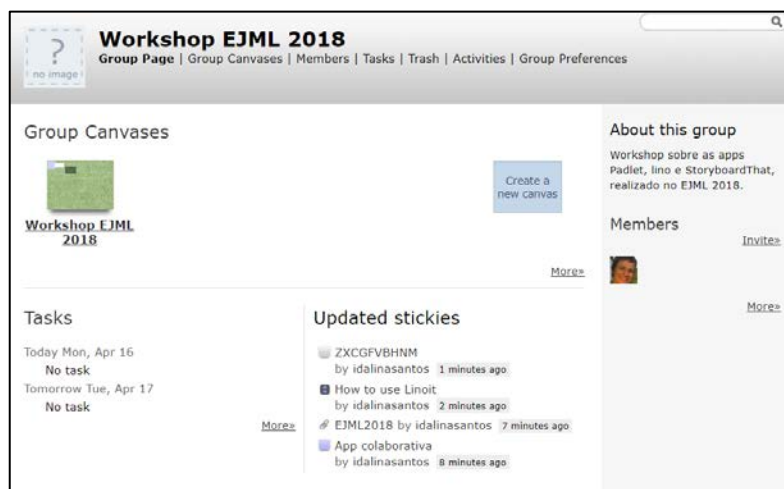 Workshop EJML 2018
Group Page | Group Canvases | Members | Tasks | Trash | Activities | Group Preferences
?
no image
Group Canvases
Workshop EJML
2018
Create a
new canvas
More»
Tasks
Today Mon, Apr 16
No task
Tomorrow Tue, Apr 17
No task
More»
Updated stickies
ZXCGFVBHNM
by idalinasantos 1 minutes ago
How to use Linoit
by idalinasantos 2 minutes ago
EJML2018 by idalinasantos 7 minutes ago
App colaborativa
by idalinasantos 8 minutes ago
About this group
Workshop sobre as apps
Padlet, lino e StoryboardThat,
realizado no EJML 2018.
Members
Invite»
More»